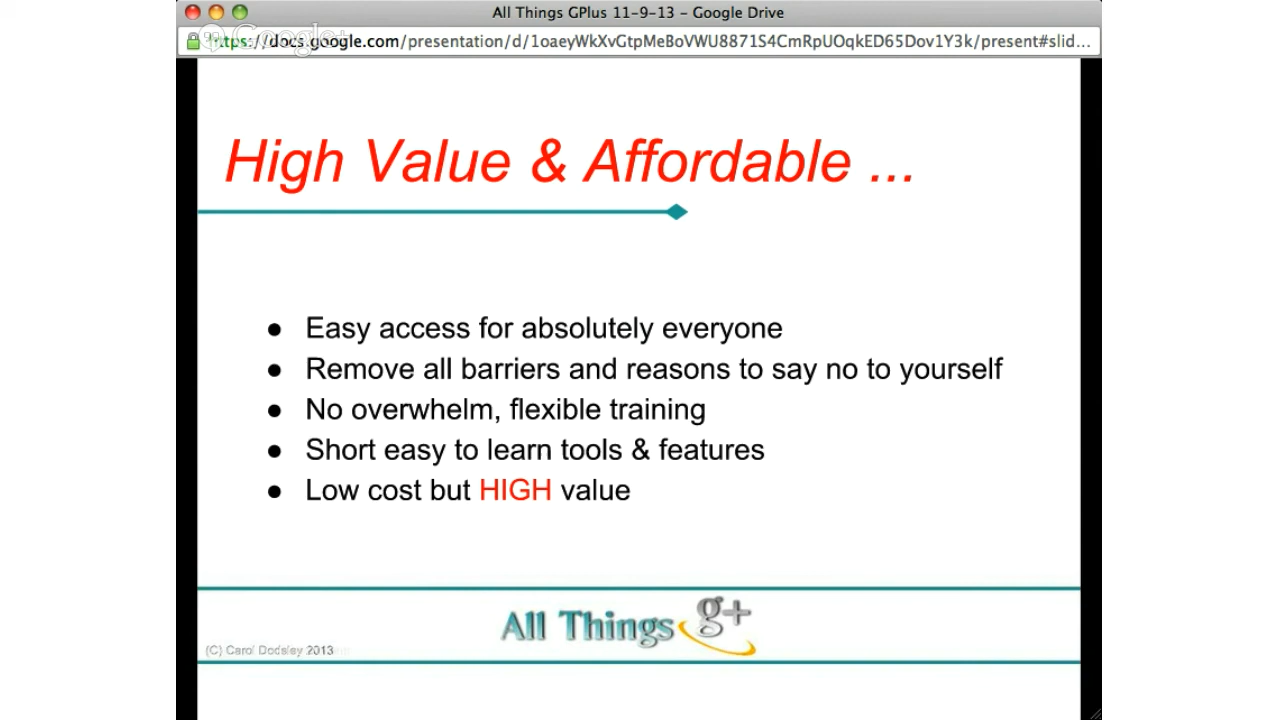 All Things GPlus 11-9-13 – Google Drive
Google+
https://docs.google.com/presentation/d/1oaeyWkXvGtpMeBoVWU8871S4CmRpUOqkED65Dov1Y3k/present#slid...
High Value & Affordable ...
● Easy access for absolutely everyone
● Remove all barriers and reasons to say no to yourself
● No overwhelm, flexible training
● Short easy to learn tools & features
● Low cost but HIGH value
All Things g+
(C) Carol Dodsley 2013